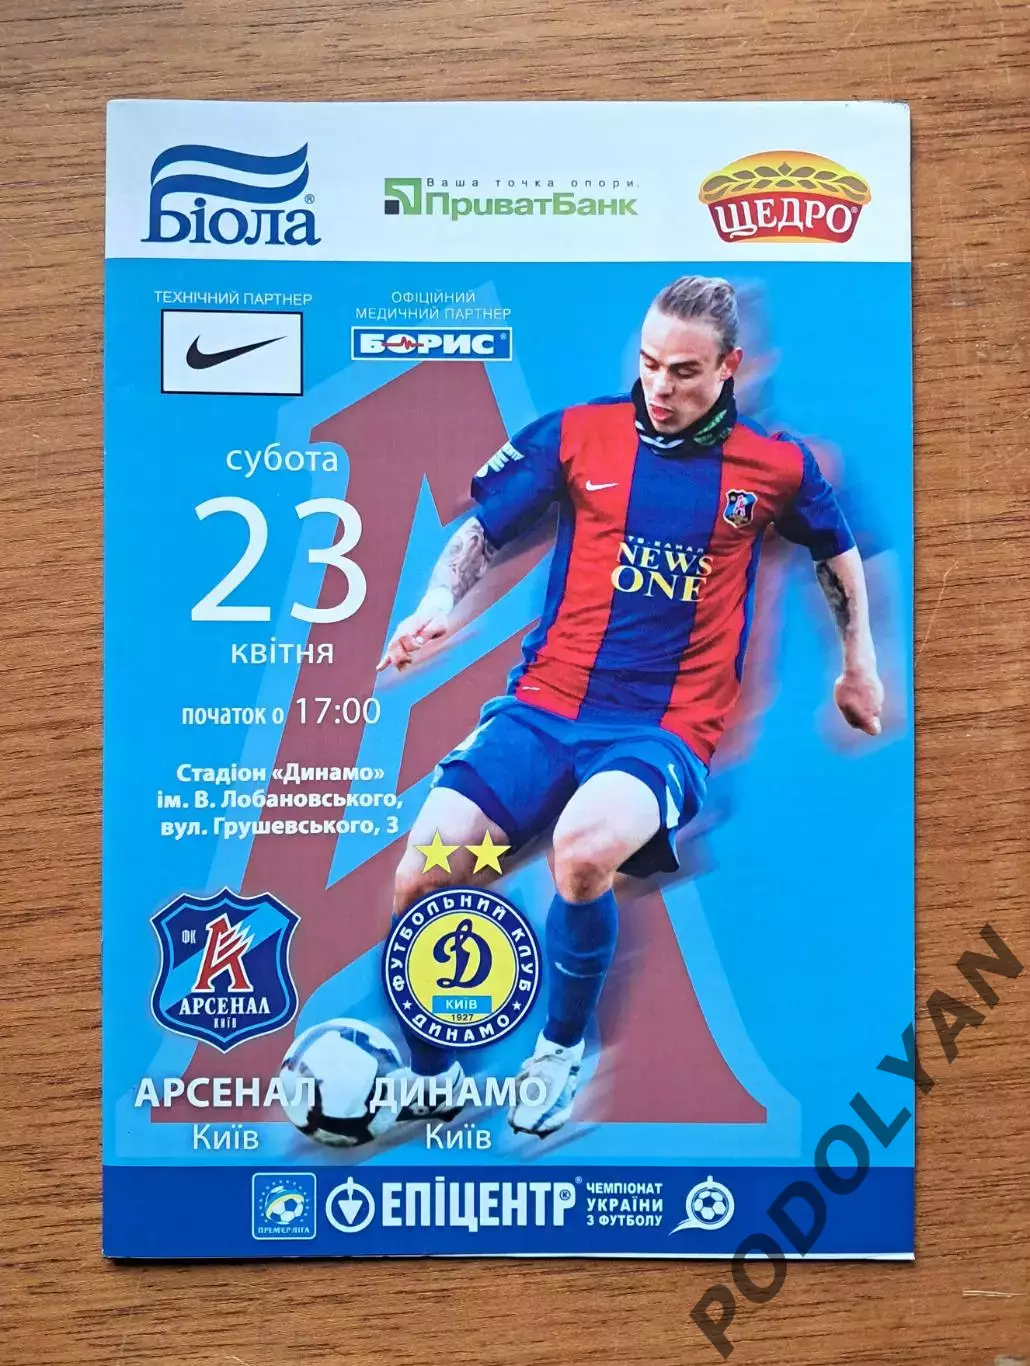 Біола®
Ваша точка опори.
ПриватБанк
ЩЕДРО®
ТЕХНІЧНИЙ ПАРТНЕР
ОФІЦІЙНИЙ
МЕДИЧНИЙ ПАРТНЕР
БОРИС®
субота
23
квітня
початок о 17:00
Стадіон «Динамо»
ім. В. Лобановського,
вул. Грушевського, 3
ТВ-КАНАЛ
NEWS
ONE
ФК
АРСЕНАЛ
КИЇВ
ФУТБОЛЬНИЙ КЛУБ
Д
КИЇВ
1927
ДИНАМО
АРСЕНАЛ
Київ
ДИНАМО
Київ
ПРЕМ'ЄР-ЛІГА
ЕПІЦЕНТР®
ЧЕМПІОНАТ
УКРАЇНИ
З ФУТБОЛУ
PODOLYAN